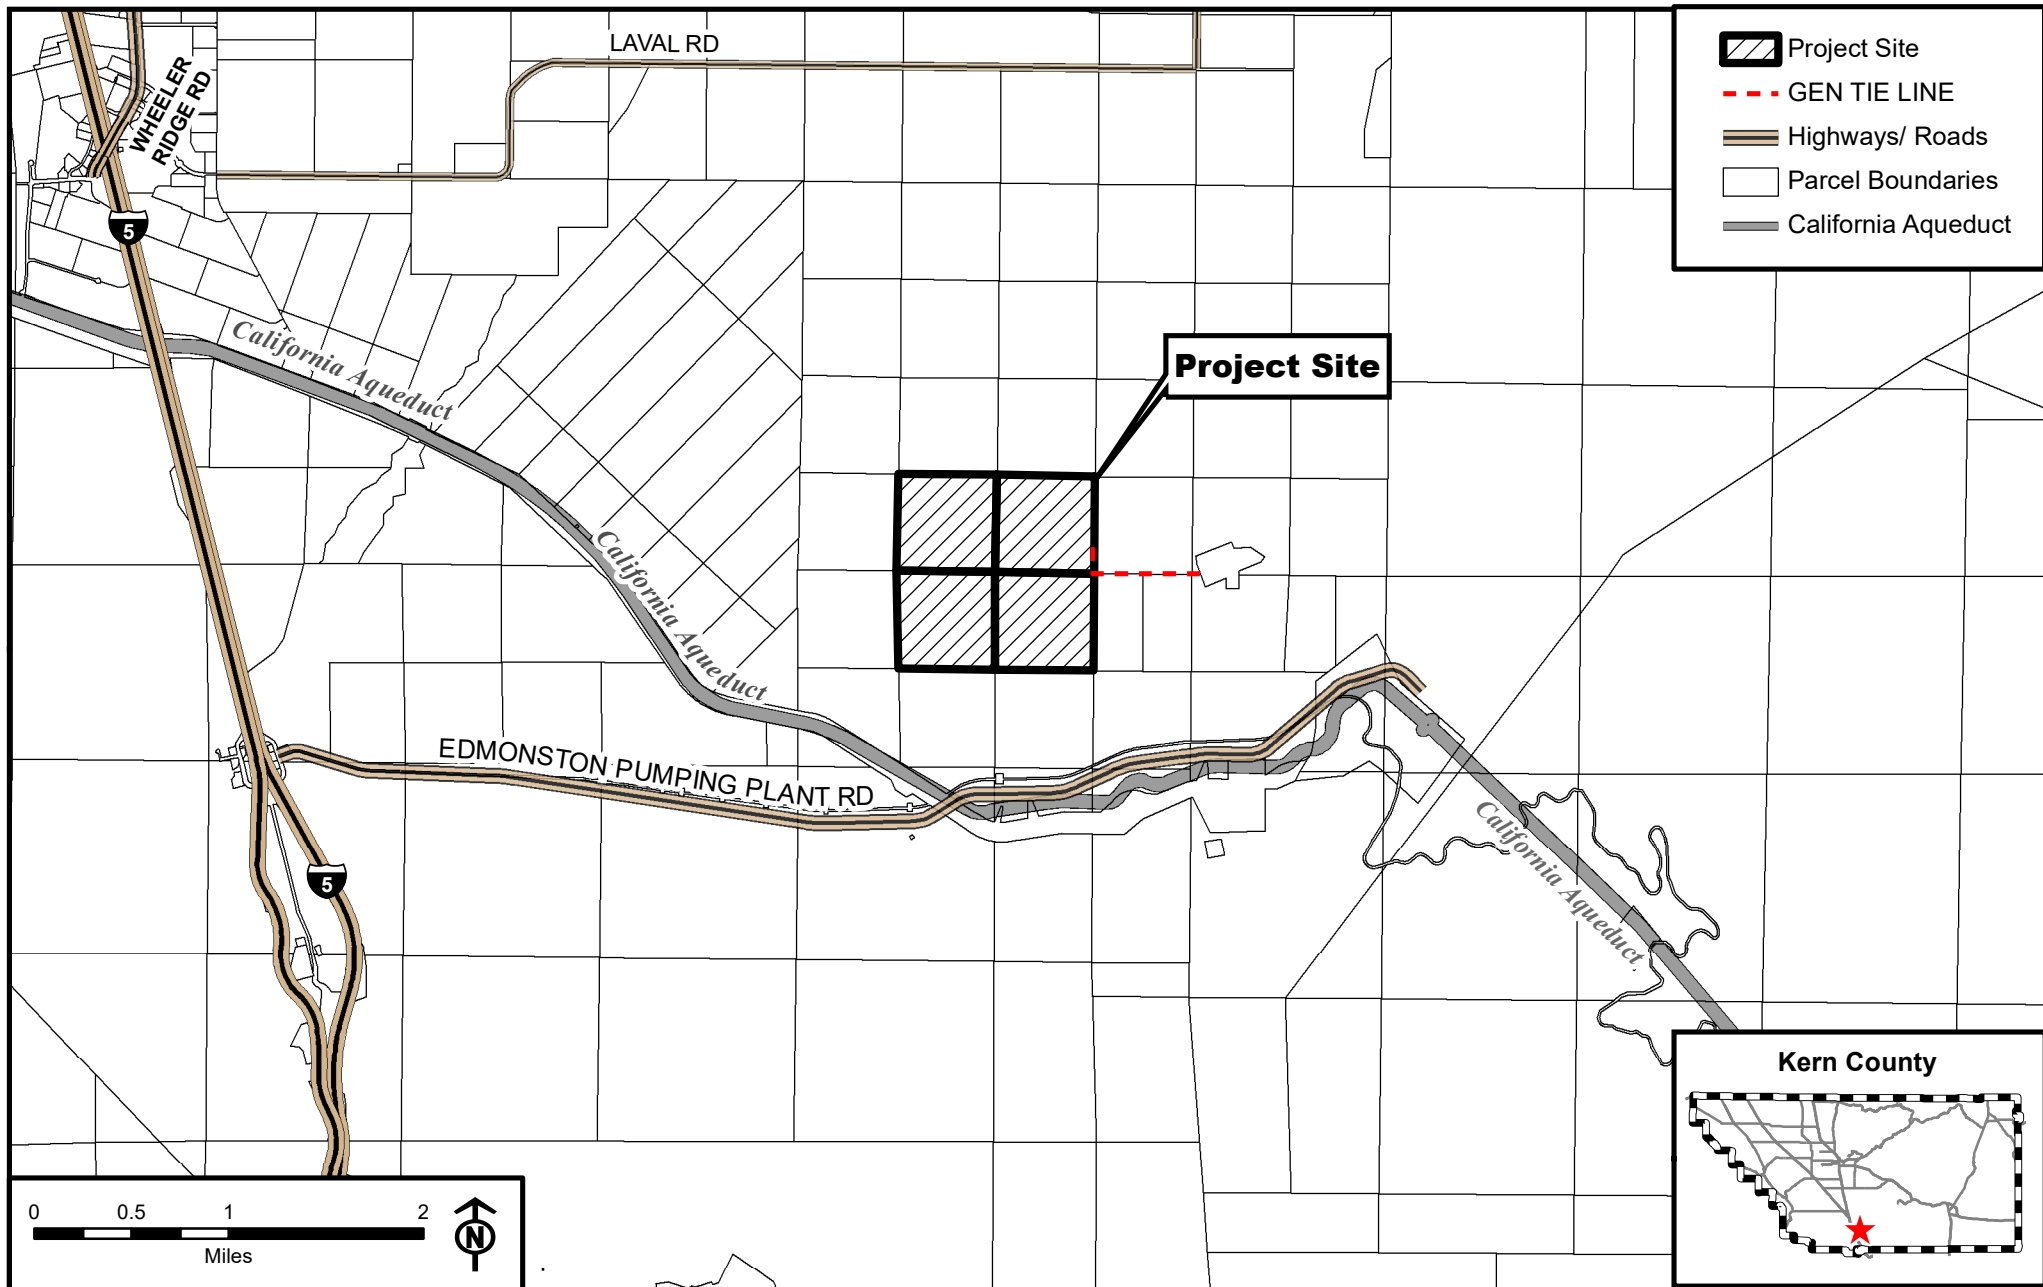 LAVAL RD
WHEELER
RIDGE RD
5
California Aqueduct
Project Site
California Aqueduct
EDMONSTON PUMPING PLANT RD
5
California Aqueduct
Project Site
GEN TIE LINE
Highways/ Roads
Parcel Boundaries
California Aqueduct
0 0.5 1 2
Miles
N
Kern County